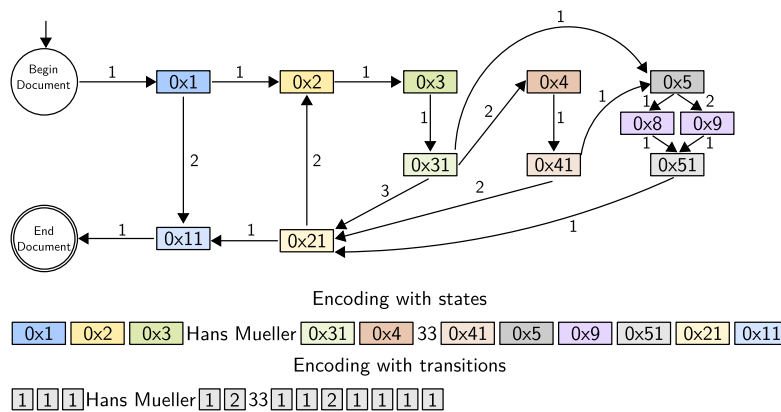 1
Begin
Document
1
0x1
1
0x2
1
0x3
0x4
0x5
1
2
1
2
1
1
2
0x8
0x9
1
1
0x31
0x41
0x51
2
2
3
2
1
End
Document
1
0x11
1
0x21
Encoding with states
0x1 0x2 0x3 Hans Mueller 0x31 0x4 33 0x41 0x5 0x9 0x51 0x21 0x11
Encoding with transitions
1 1 1 Hans Mueller 1 2 33 1 1 2 1 1 1 1